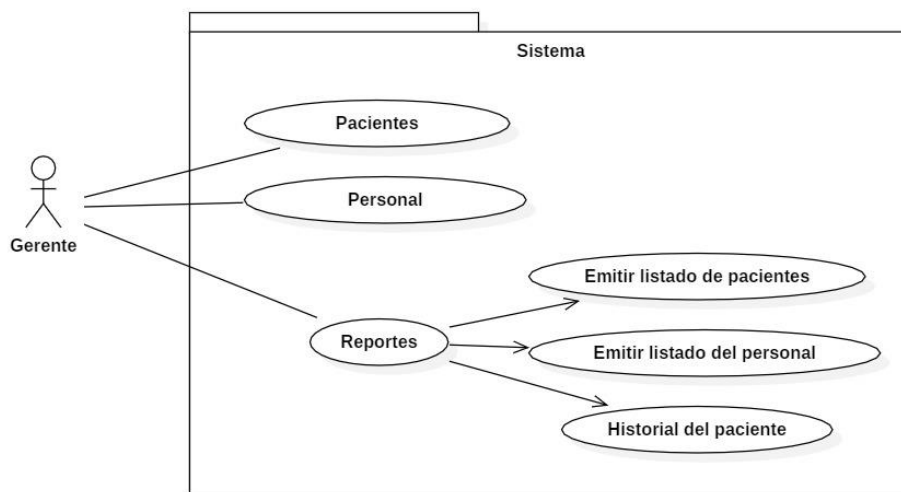 Sistema
Pacientes
Personal
Gerente
Emitir listado de pacientes
Reportes
Emitir listado del personal
Historial del paciente